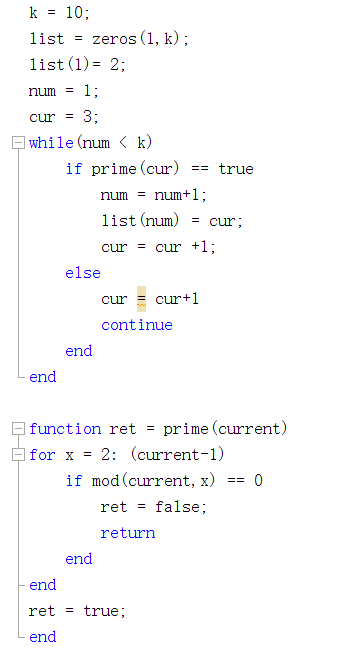 k = 10;
list = zeros(1,k);
list(1)= 2;
num = 1;
cur = 3;
while(num < k)
    if prime(cur) == true
        num = num+1;
        list(num) = cur;
        cur = cur +1;
    else
        cur = cur+1
        continue
    end
end
function ret = prime(current)
for x = 2: (current-1)
    if mod(current,x) == 0
        ret = false;
        return
    end
end
ret = true;
end